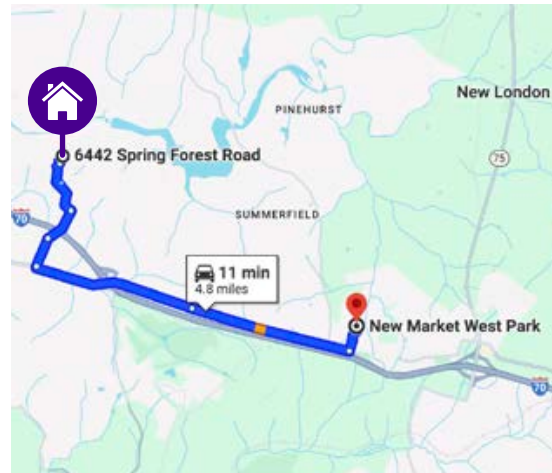 New London
PINEHURST
75
6442 Spring Forest Road
SUMMERFIELD
70
11 min
4.8 miles
New Market West Park
70